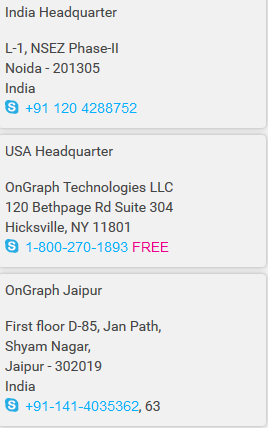 India Headquarter
L-1, NSEZ Phase-II
Noida - 201305
India
+91 120 4288752
USA Headquarter
OnGraph Technologies LLC
120 Bethpage Rd Suite 304
Hicksville, NY 11801
1-800-270-1893 FREE
OnGraph Jaipur
First floor D-85, Jan Path,
Shyam Nagar,
Jaipur - 302019
India
+91-141-4035362, 63